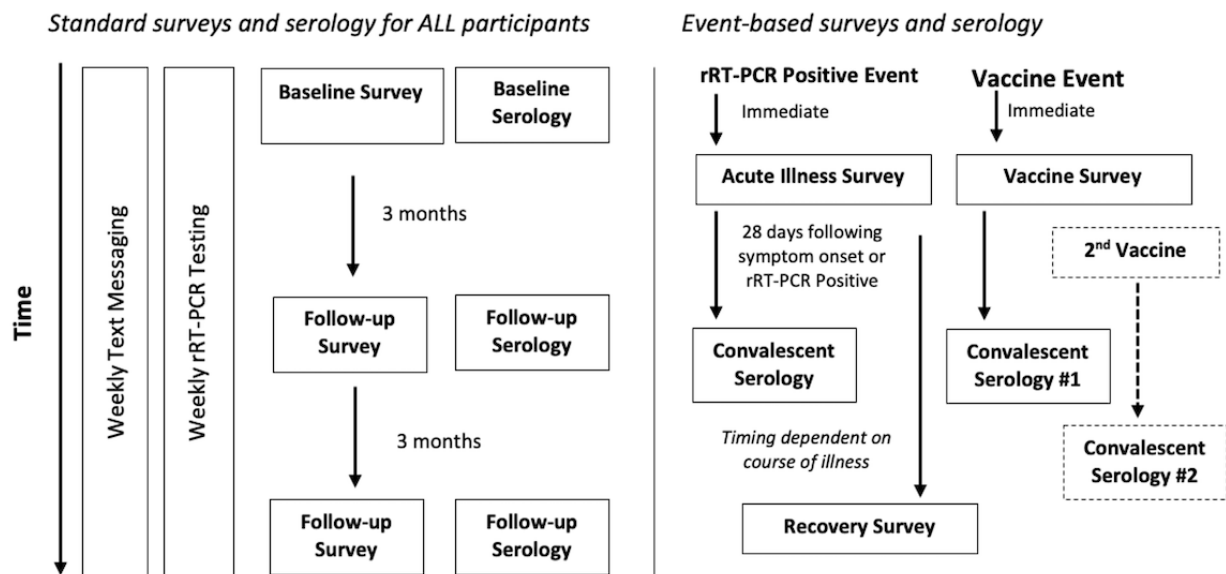 Standard surveys and serology for ALL participants
Time
Weekly Text Messaging
Weekly rRT-PCR Testing
Baseline Survey
Baseline
Serology
3 months
Follow-up
Survey
Follow-up
Serology
3 months
Follow-up
Survey
Follow-up
Serology
Event-based surveys and serology
rRT-PCR Positive Event
Immediate
Acute Illness Survey
28 days following
symptom onset or
rRT-PCR Positive
Convalescent
Serology
Timing dependent on
course of illness
Recovery Survey
Vaccine Event
Immediate
Vaccine Survey
2nd Vaccine
Convalescent
Serology #1
Convalescent
Serology #2